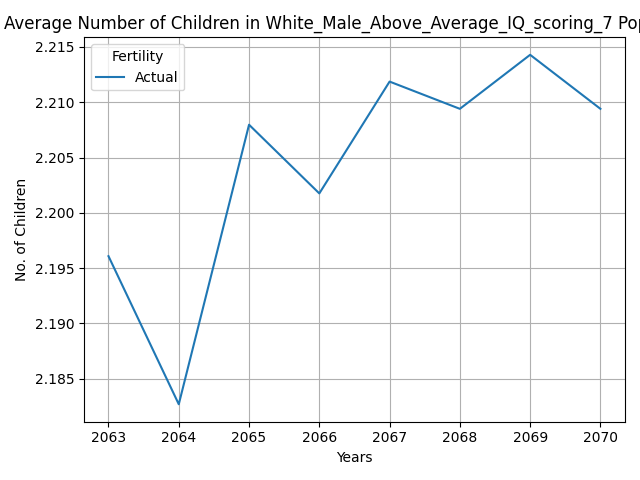 Average Number of Children in White_Male_Above_Average_IQ_scoring_7 Pop
Fertility
Actual
2.215
2.210
2.205
2.200
2.195
2.190
2.185
No. of Children
2063 2064 2065 2066 2067 2068 2069 2070
Years